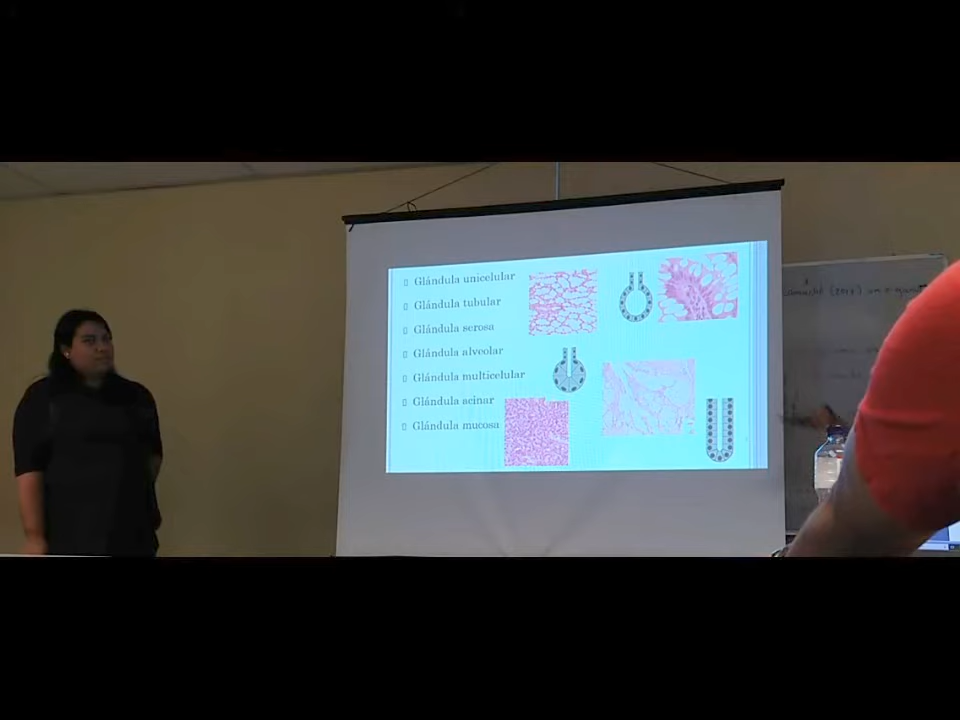 Glándula unicelular
Glándula tubular
Glándula serosa
Glándula alveolar
Glándula multicelular
Glándula acinar
Glándula mucosa